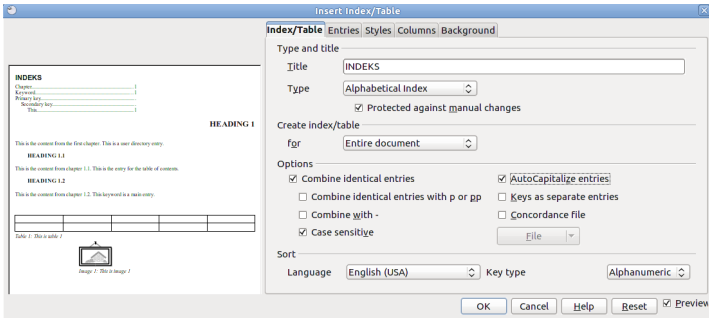 Insert Index/Table
Index/Table Entries Styles Columns Background
Type and title
Title INDEKS
Type Alphabetical Index
Protected against manual changes
Create index/table
for Entire document
Options
Combine identical entries AutoCapitalize entries
Combine identical entries with p or pp Keys as separate entries
Combine with - Concordance file
Case sensitive File
Sort
Language English (USA) Key type Alphanumeric
OK Cancel Help Reset Preview
INDEKS
Chapter 1
Keyword 1
Primary key
Secondary key
This 1
HEADING 1
This is the content from the first chapter. This is a user directory entry.
HEADING 1.1
This is the content from chapter 1.1. This is the entry for the table of contents.
HEADING 1.2
This is the content from chapter 1.2. This keyword is a main entry.
Table 1: This is table 1
Image 1: This is image 1